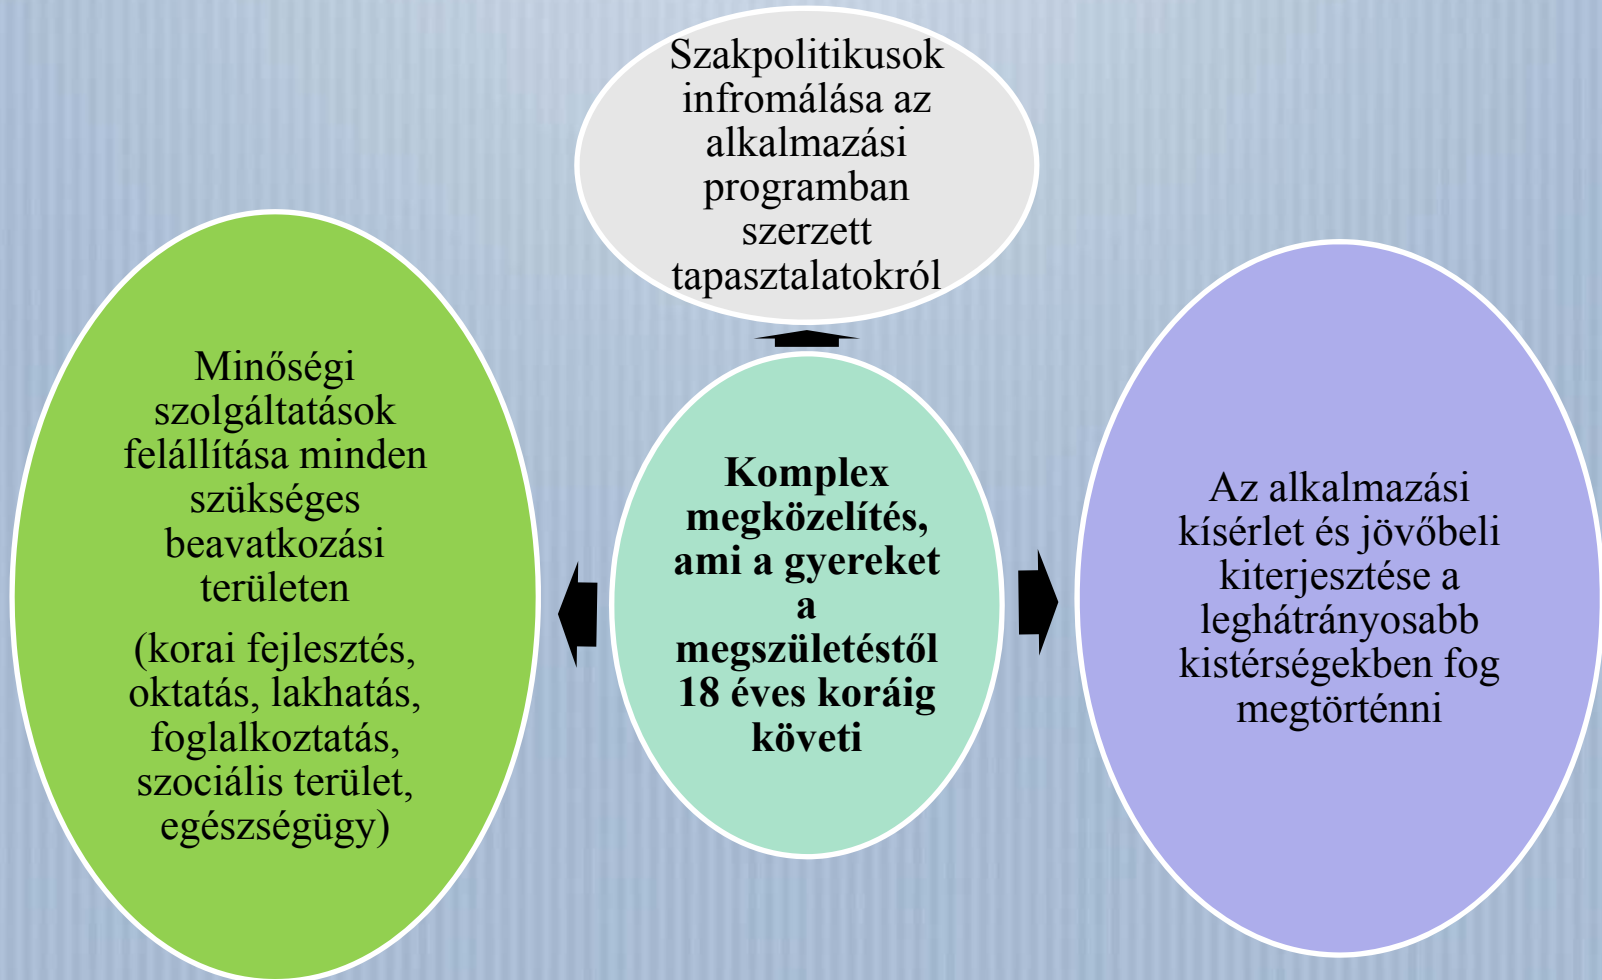 Szakpolitikusok
infromálása az
alkalmazási
programban
szerzett
tapasztalatokról
Minőségi
szolgáltatások
felállítása minden
szükséges
beavatkozási
területen
(korai fejlesztés,
oktatás, lakhatás,
foglalkoztatás,
szociális terület,
egészségügy)
Komplex
megközelítés,
ami a gyereket
a
megszületéstől
18 éves koráig
követi
Az alkalmazási
kísérlet és jövőbeli
kiterjesztése a
leghátrányosabb
kistérségekben fog
megtörténni